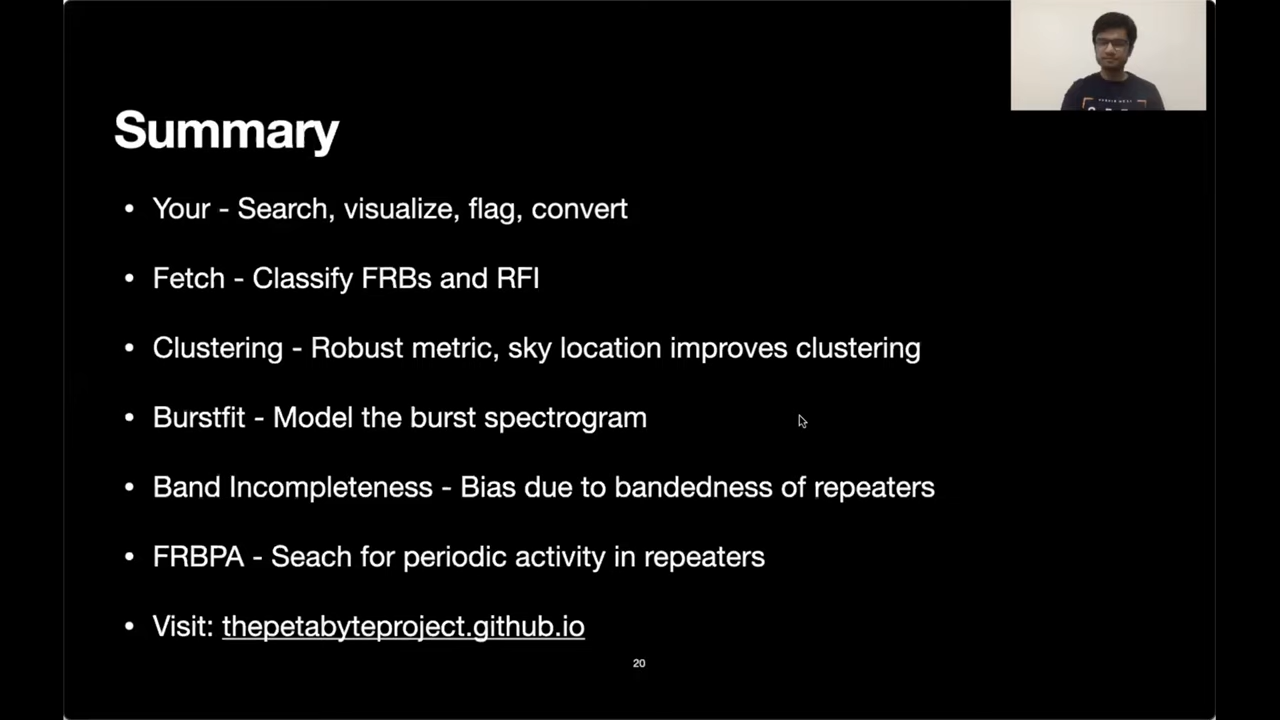 Summary
• Your - Search, visualize, flag, convert
• Fetch - Classify FRBs and RFI
• Clustering - Robust metric, sky location improves clustering
• Burstfit - Model the burst spectrogram
• Band Incompleteness - Bias due to bandedness of repeaters
• FRBPA - Seach for periodic activity in repeaters
• Visit: thepetabyteproject.github.io
20